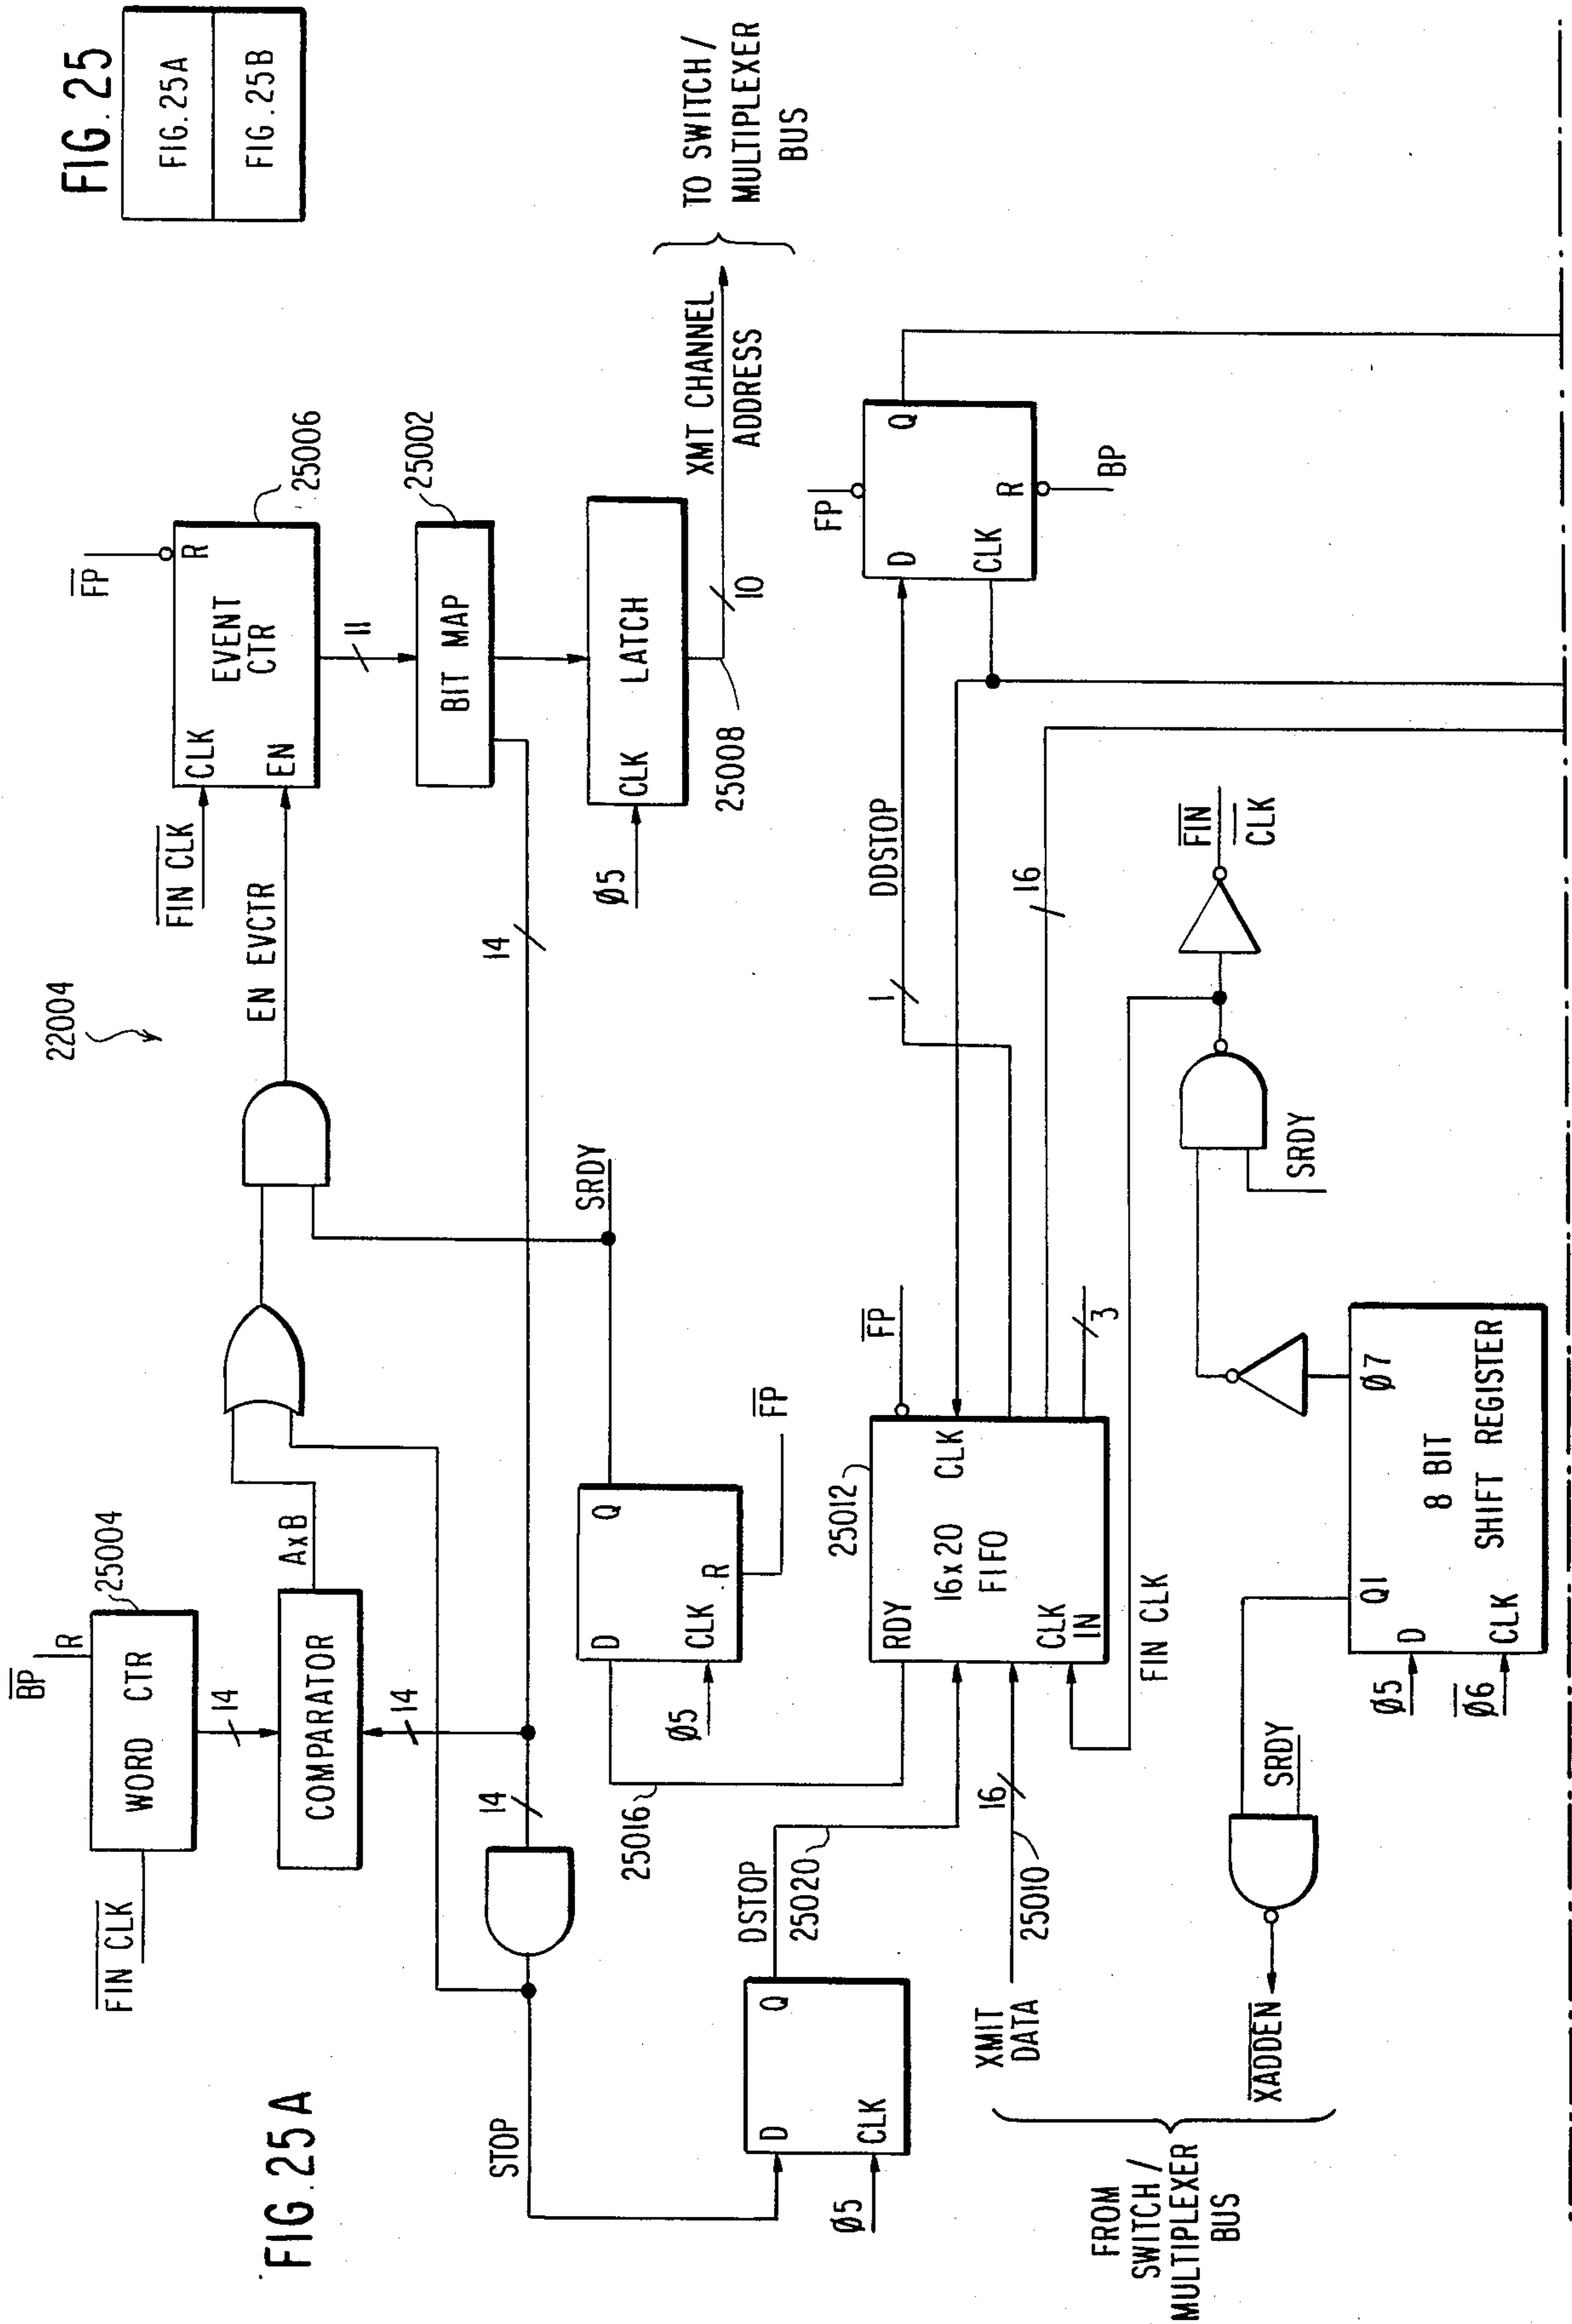 FIG. 25
FIG. 25A
FIG. 25B
FIG. 25A
22004
BP
R
25004
WORD CTR
FIN CLK
14
COMPARATOR
14
AxB
14
STOP
EN EVCTR
FP
R
25006
EVENT
CTR
CLK
EN
FIN CLK
11
25002
BIT MAP
14
LATCH
CLK
Ø5
25008
10
XMT CHANNEL
ADDRESS
TO SWITCH /
MULTIPLEXER
BUS
SRDY
D
Q
CLK
R
Ø5
FP
25016
D
Q
CLK
Ø5
DSTOP
25020
XMIT
DATA
16
25010
25012
RDY
16x20
FIFO
CLK
CLK
IN
FP
3
FIN CLK
1
DDSTOP
16
FP
D
Q
CLK
R
BP
FROM
SWITCH /
MULTIPLEXER
BUS
XADDEN
SRDY
Q1
Ø7
D
8 BIT
SHIFT REGISTER
CLK
Ø5
Ø6
SRDY
FIN
CLK